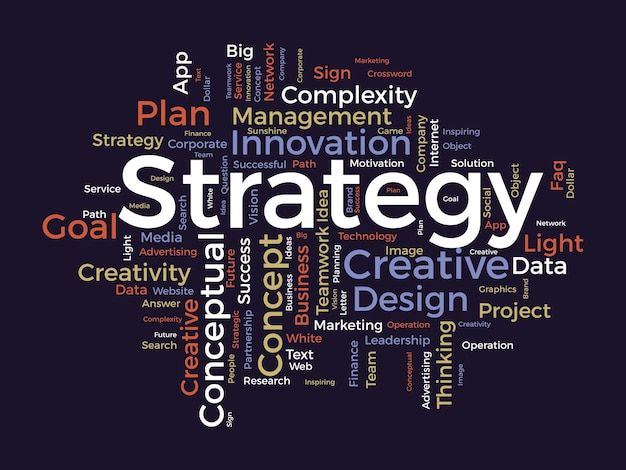 Marketing
Big
Network
Teamwork
Service
Innovation
Concept
Company
Corporate
App
Text
Dollar
Sign
Crossword
Complexity
Plan
Management
Finance
Sunshine
Game
Ideas
Company
Internet
Inspiring
Object
Strategy
Corporate
Innovation
Team
Idea
Question
Successful
Path
Motivation
Solution
Service
Design
Strategy
Faq
Dollar
Path
Media
Search
White
Vision
Idea
Brand
Success
Plan
Goal
Social
Object
App
Network
Goal
Light
Media
Advertising
Conceptual
Future
Success
Concept
Ideas
Big
Business
Business
Teamwork
Vision
Planning
Letter
Technology
Image
Plan
Creative
Light
Creativity
Creative
Data
Data
Website
Answer
Design
Graphics
Brand
Project
Complexity
Creative
Strategic
Partnership
White
Marketing
Operation
Creativity
Future
Search
People
Text
Web
Finance
Team
Leadership
Conceptual
Advertising
Thinking
Image
Operation
Research
Inspiring
Sign